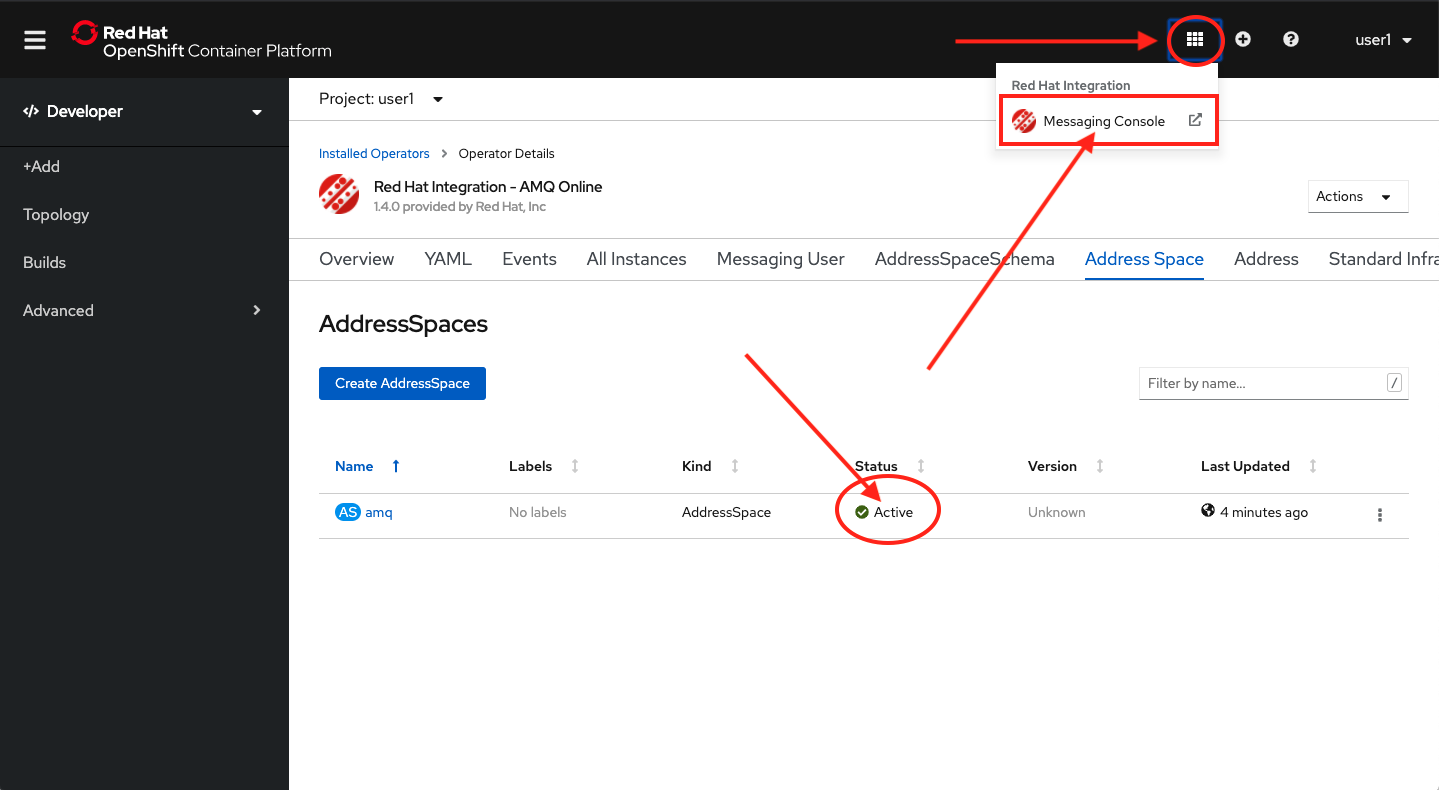 Red Hat
OpenShift Container Platform
user1
Developer
+Add
Topology
Builds
Advanced
Project: user1
Red Hat Integration
Messaging Console
Installed Operators > Operator Details
Red Hat Integration - AMQ Online
1.4.0 provided by Red Hat, Inc
Actions
Overview YAML Events All Instances Messaging User AddressSpaceSchema Address Space Address Standard Infra
AddressSpaces
Create AddressSpace
Filter by name... /
Name Labels Kind Status Version Last Updated
AS amq No labels AddressSpace Active Unknown 4 minutes ago